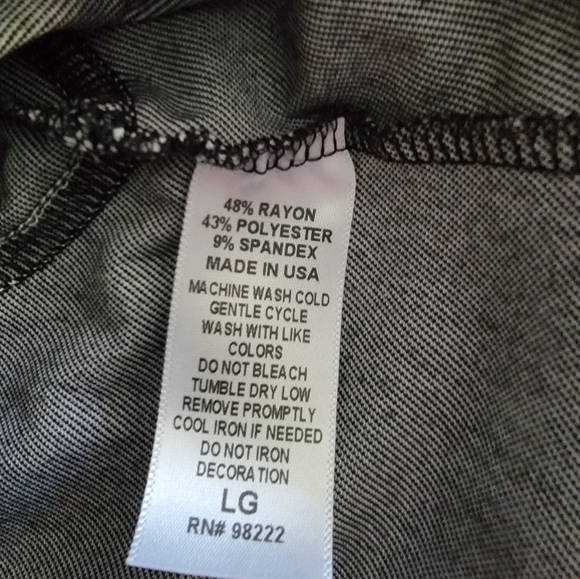 48% RAYON
43% POLYESTER
9% SPANDEX
MADE IN USA
MACHINE WASH COLD
GENTLE CYCLE
WASH WITH LIKE
COLORS
DO NOT BLEACH
TUMBLE DRY LOW
REMOVE PROMPTLY
COOL IRON IF NEEDED
DO NOT IRON
DECORATION
LG
RN# 98222